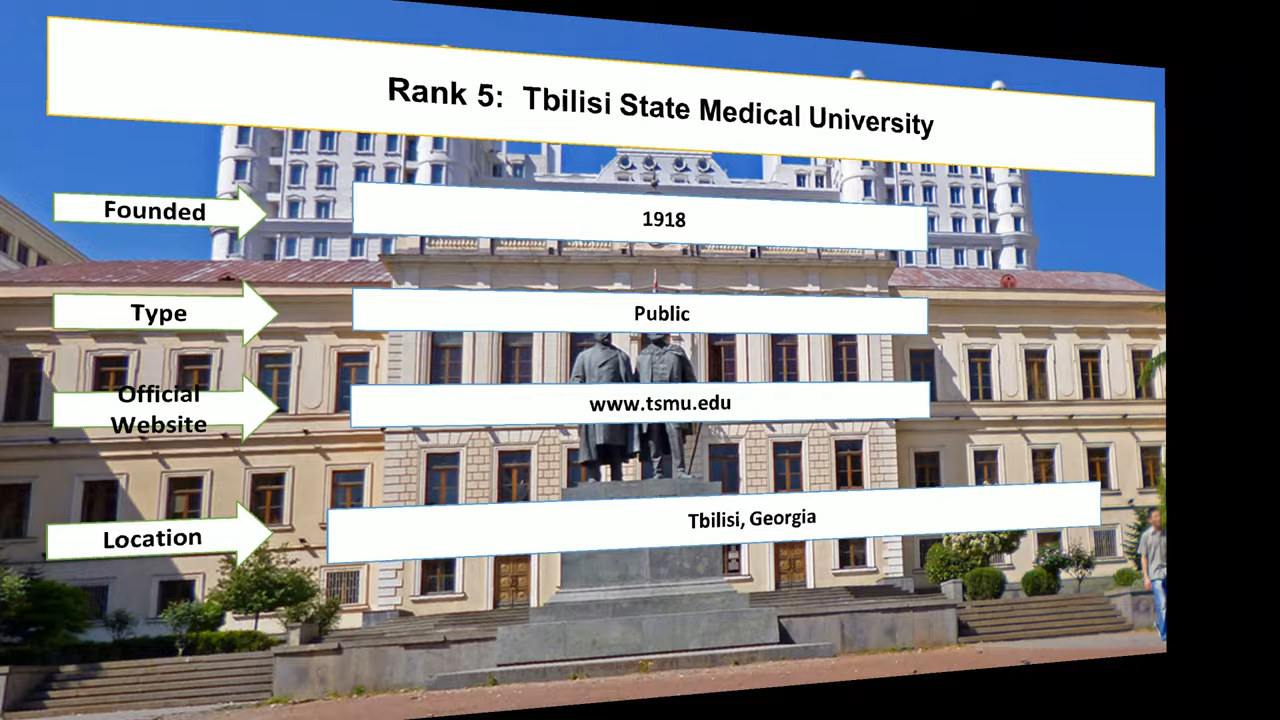 Rank 5: Tbilisi State Medical University
Founded
1918
Type
Public
Official
Website
www.tsmu.edu
Location
Tbilisi, Georgia